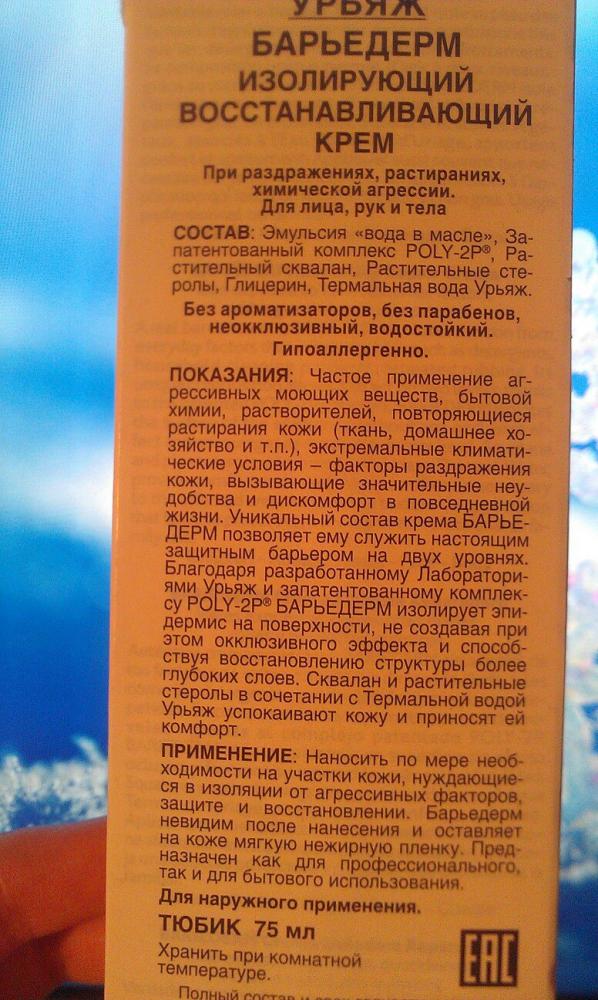 УРЬЯЖ
БАРЬЕДЕРМ
ИЗОЛИРУЮЩИЙ
ВОССТАНАВЛИВАЮЩИЙ
КРЕМ
При раздражениях, растираниях,
химической агрессии.
Для лица, рук и тела
СОСТАВ: Эмульсия «вода в масле», За-
патентованный комплекс POLY-2P®, Ра-
стительный сквалан, Растительные сте-
ролы, Глицерин, Термальная вода Урьяж.
Без ароматизаторов, без парабенов,
неокклюзивный, водостойкий.
Гипоаллергенно.
ПОКАЗАНИЯ: Частое применение аг-
рессивных моющих веществ, бытовой
химии, растворителей, повторяющиеся
растирания кожи (ткань, домашнее хо-
зяйство и т.п.), экстремальные климати-
ческие условия – факторы раздражения
кожи, вызывающие значительные неу-
добства и дискомфорт в повседневной
жизни. Уникальный состав крема БАРЬЕ-
ДЕРМ позволяет ему служить настоящим
защитным барьером на двух уровнях.
Благодаря разработанному Лаборатори-
ями Урьяж и запатентованному комплек-
су POLY-2P® БАРЬЕДЕРМ изолирует эпи-
дермис на поверхности, не создавая при
этом окклюзивного эффекта и способ-
ствуя восстановлению структуры более
глубоких слоев. Сквалан и растительные
стеролы в сочетании с Термальной водой
Урьяж успокаивают кожу и приносят ей
комфорт.
ПРИМЕНЕНИЕ: Наносить по мере необ-
ходимости на участки кожи, нуждающие-
ся в изоляции от агрессивных факторов,
защите и восстановлении. Барьедерм
невидим после нанесения и оставляет
на коже мягкую нежирную пленку. Пред-
назначен как для профессионального,
так и для бытового использования.
Для наружного применения.
ТЮБИК 75 мл
Хранить при комнатной
температуре.
EAC
Полный состав и срок